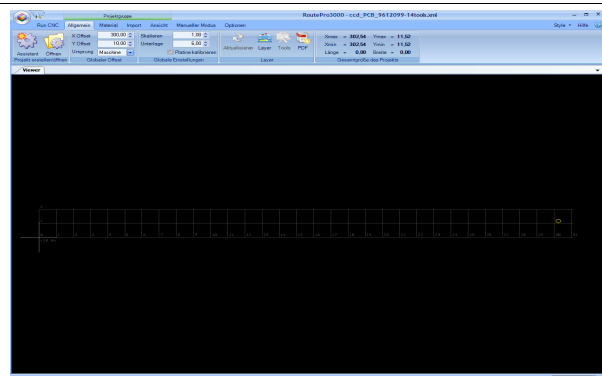 Projektgruppe
RoutePro3000 - ccd_PCB_9612099-14tools.xml
Run CNC Allgemein Material Import Ansicht Manueller Modus Optionen Style Hilfe
X Offset 300,00 Skalieren 1,00 Xmax = 302,54 Ymax = 11,52
Y Offset 10,00 Unterlage 6,00 Xmin = 302,54 Ymin = 11,52
Assistent Öffnen Ursprung Maschine Platine kalibrieren Aktualisieren Layer Tools PDF Länge = 0,00 Breite = 0,00
Projekt erstellen/öffnen Globaler Offset Globale Einstellungen Layer Gesamtgröße des Projekts
Viewer